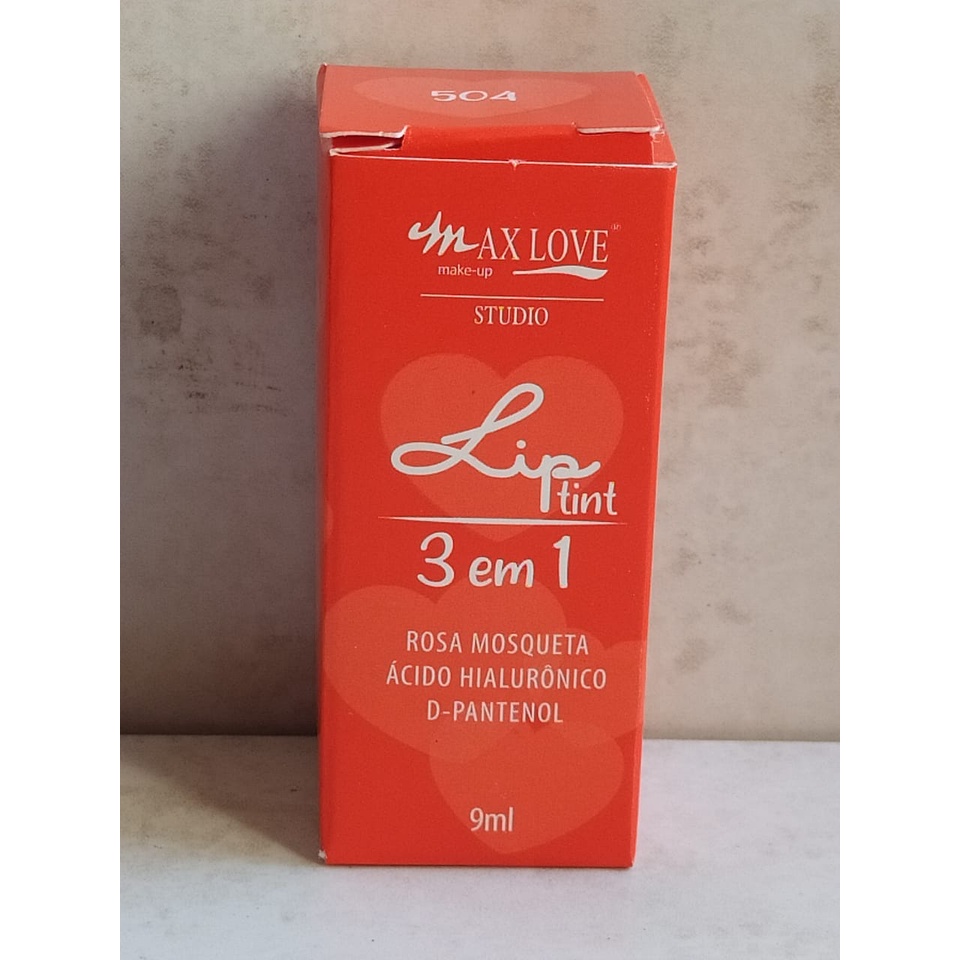 504
MAX LOVE®
make-up
STUDIO
Lip
tint
3 em 1
ROSA MOSQUETA
ÁCIDO HIALURÔNICO
D-PANTENOL
9ml